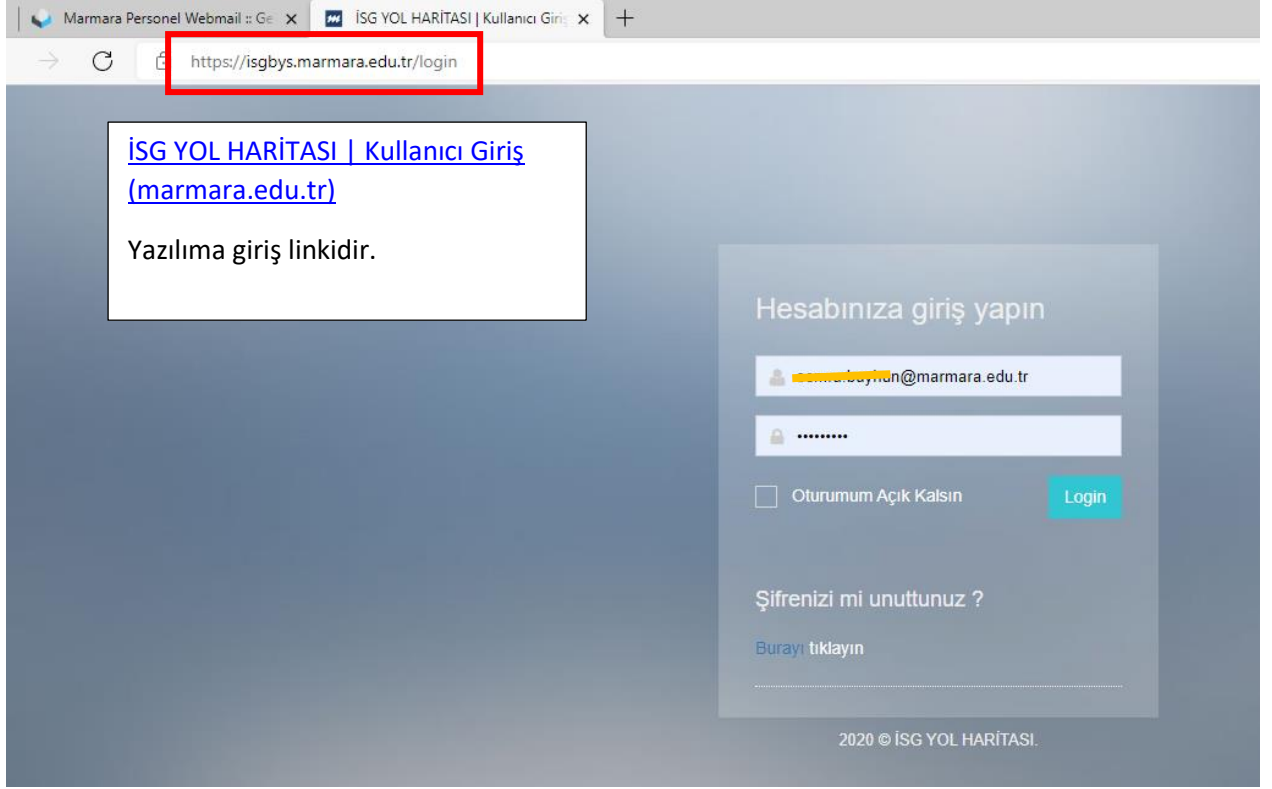 Marmara Personel Webmail :: Ge
İSG YOL HARİTASI | Kullanıcı Giriş
https://isgbys.marmara.edu.tr/login
İSG YOL HARİTASI | Kullanıcı Giriş
(marmara.edu.tr)
Yazılıma giriş linkidir.
Hesabınıza giriş yapın
@marmara.edu.tr
•••••••••
Oturumum Açık Kalsın
Login
Şifrenizi mi unuttunuz ?
Burayı tıklayın
2020 © İSG YOL HARİTASI.